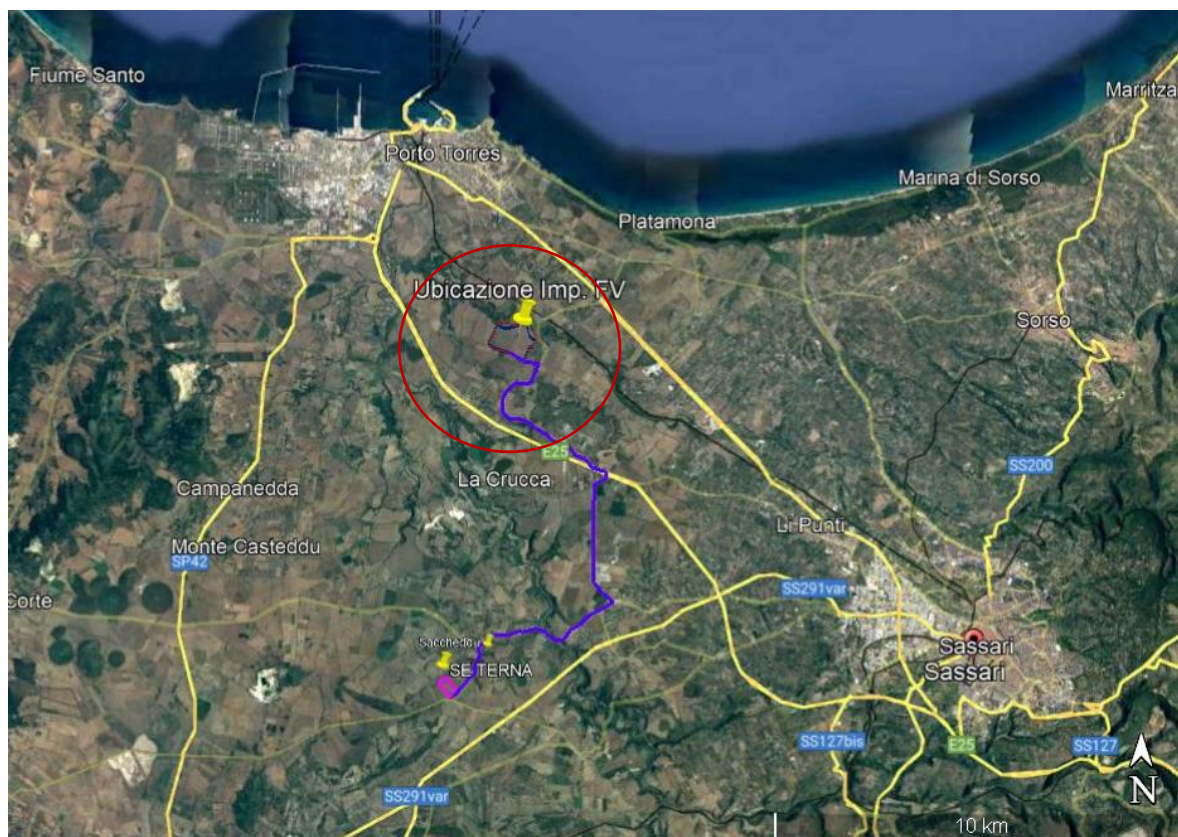 Fiume Santo
Marritza
Porto Torres
Marina di Sorso
Platamona
Ubicazione Imp. FV
Sorso
E25
SS200
La Crucca
Campanedda
Li Punti
Monte Casteddu
SP42
SS291var
Corte
Sassari
Sassari
SE TERNA
SS127bis
E25
SS127
SS291var
N
10 km